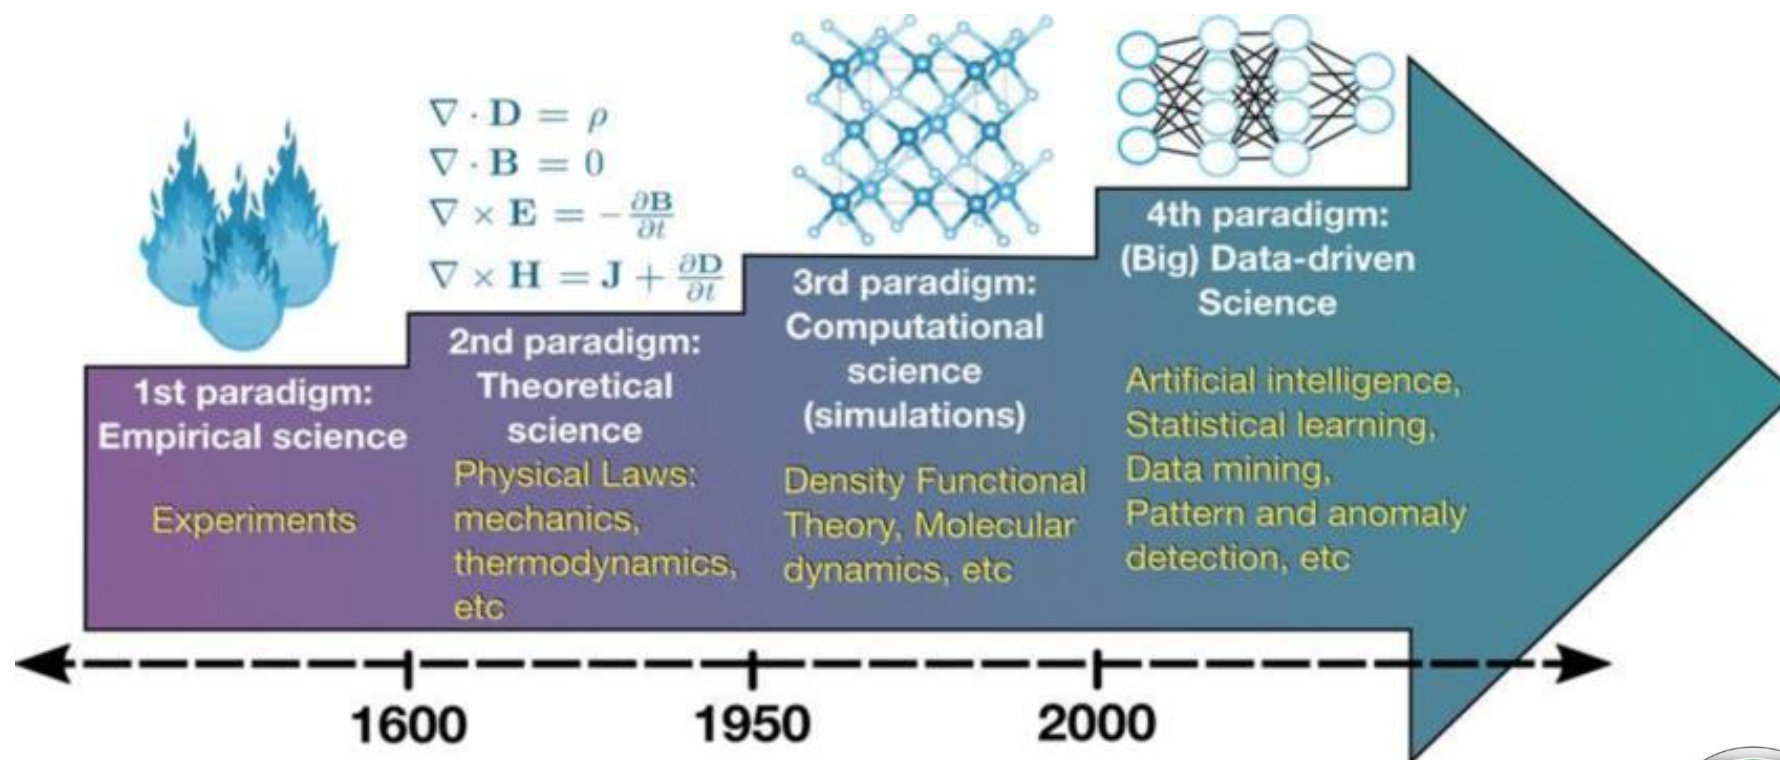 ∇ · D = ρ
∇ · B = 0
∇ × E = −∂B/∂t
∇ × H = J + ∂D/∂t
1st paradigm:
Empirical science
Experiments
2nd paradigm:
Theoretical
science
Physical Laws:
mechanics,
thermodynamics,
etc
3rd paradigm:
Computational
science
(simulations)
Density Functional
Theory, Molecular
dynamics, etc
4th paradigm:
(Big) Data-driven
Science
Artificial intelligence,
Statistical learning,
Data mining,
Pattern and anomaly
detection, etc
1600
1950
2000